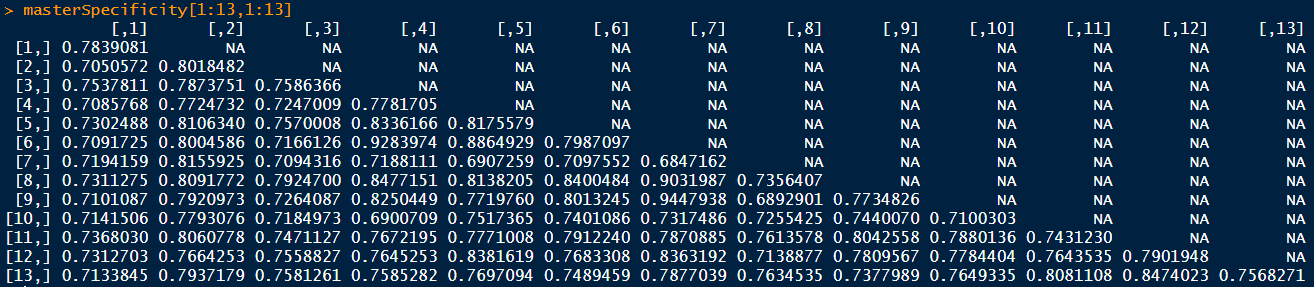 > masterSpecificity[1:13,1:13]
[,1] [,2] [,3] [,4] [,5] [,6] [,7] [,8] [,9] [,10] [,11] [,12] [,13]
[1,] 0.7839081 NA NA NA NA NA NA NA NA NA NA NA NA
[2,] 0.7050572 0.8018482 NA NA NA NA NA NA NA NA NA NA NA
[3,] 0.7537811 0.7873751 0.7586366 NA NA NA NA NA NA NA NA NA NA
[4,] 0.7085768 0.7724732 0.7247009 0.7781705 NA NA NA NA NA NA NA NA NA
[5,] 0.7302488 0.8106340 0.7570008 0.8336166 0.8175579 NA NA NA NA NA NA NA NA
[6,] 0.7091725 0.8004586 0.7166126 0.9283974 0.8864929 0.7987097 NA NA NA NA NA NA NA
[7,] 0.7194159 0.8155925 0.7094316 0.7188111 0.6907259 0.7097552 0.6847162 NA NA NA NA NA NA
[8,] 0.7311275 0.8091772 0.7924700 0.8477151 0.8138205 0.8400484 0.9031987 0.7356407 NA NA NA NA NA
[9,] 0.7101087 0.7920973 0.7264087 0.8250449 0.7719760 0.8013245 0.9447938 0.6892901 0.7734826 NA NA NA NA
[10,] 0.7141506 0.7793076 0.7184973 0.6900709 0.7517365 0.7401086 0.7317486 0.7255425 0.7440070 0.7100303 NA NA NA
[11,] 0.7368030 0.8060778 0.7471127 0.7672195 0.7771008 0.7912240 0.7870885 0.7613578 0.8042558 0.7880136 0.7431230 NA NA
[12,] 0.7312703 0.7664253 0.7558827 0.7645253 0.8381619 0.7683308 0.8363192 0.7138877 0.7809567 0.7784404 0.7643535 0.7901948 NA
[13,] 0.7133845 0.7937179 0.7581261 0.7585282 0.7697094 0.7489459 0.7877039 0.7634535 0.7377989 0.7649335 0.8081108 0.8474023 0.7568271